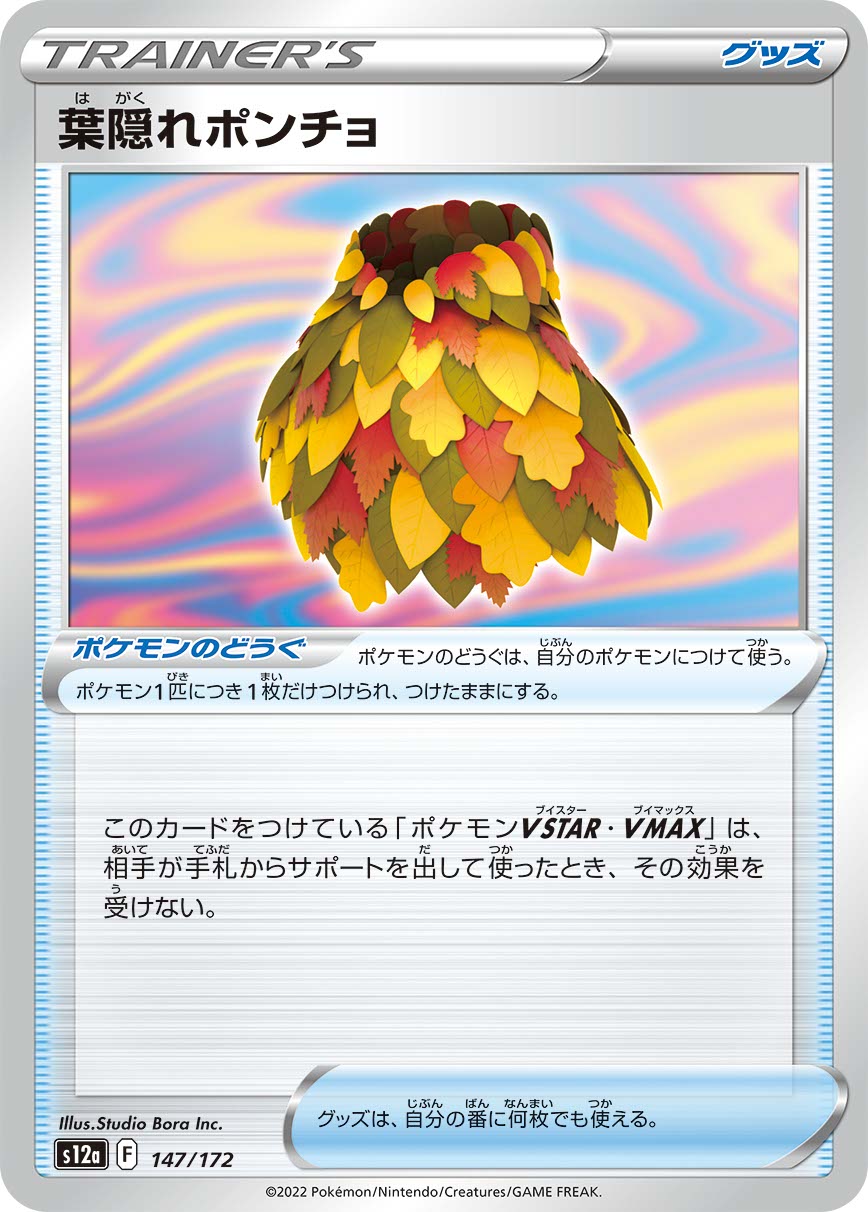 TRAINER'S
グッズ
は がく
葉隠れポンチョ
ポケモンのどうぐ
じぶん つか
ポケモンのどうぐは、自分のポケモンにつけて使う。
びき まい
ポケモン1匹につき1枚だけつけられ、つけたままにする。
ブイスター ブイマックス
このカードをつけている「ポケモンVSTAR・VMAX」は、
あいて てふだ だ つか こうか
相手が手札からサポートを出して使ったとき、その効果を
う
受けない。
じぶん ばん なんまい つか
グッズは、自分の番に何枚でも使える。
Illus.Studio Bora Inc.
s12a F 147/172
©2022 Pokémon/Nintendo/Creatures/GAME FREAK.